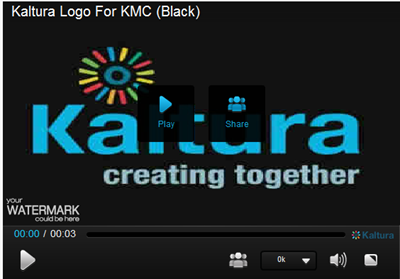 Kaltura Logo For KMC (Black)
Kaltura
Play
Share
creating together
your
WATERMARK
could be here
00:00 / 00:03
Kaltura
0k